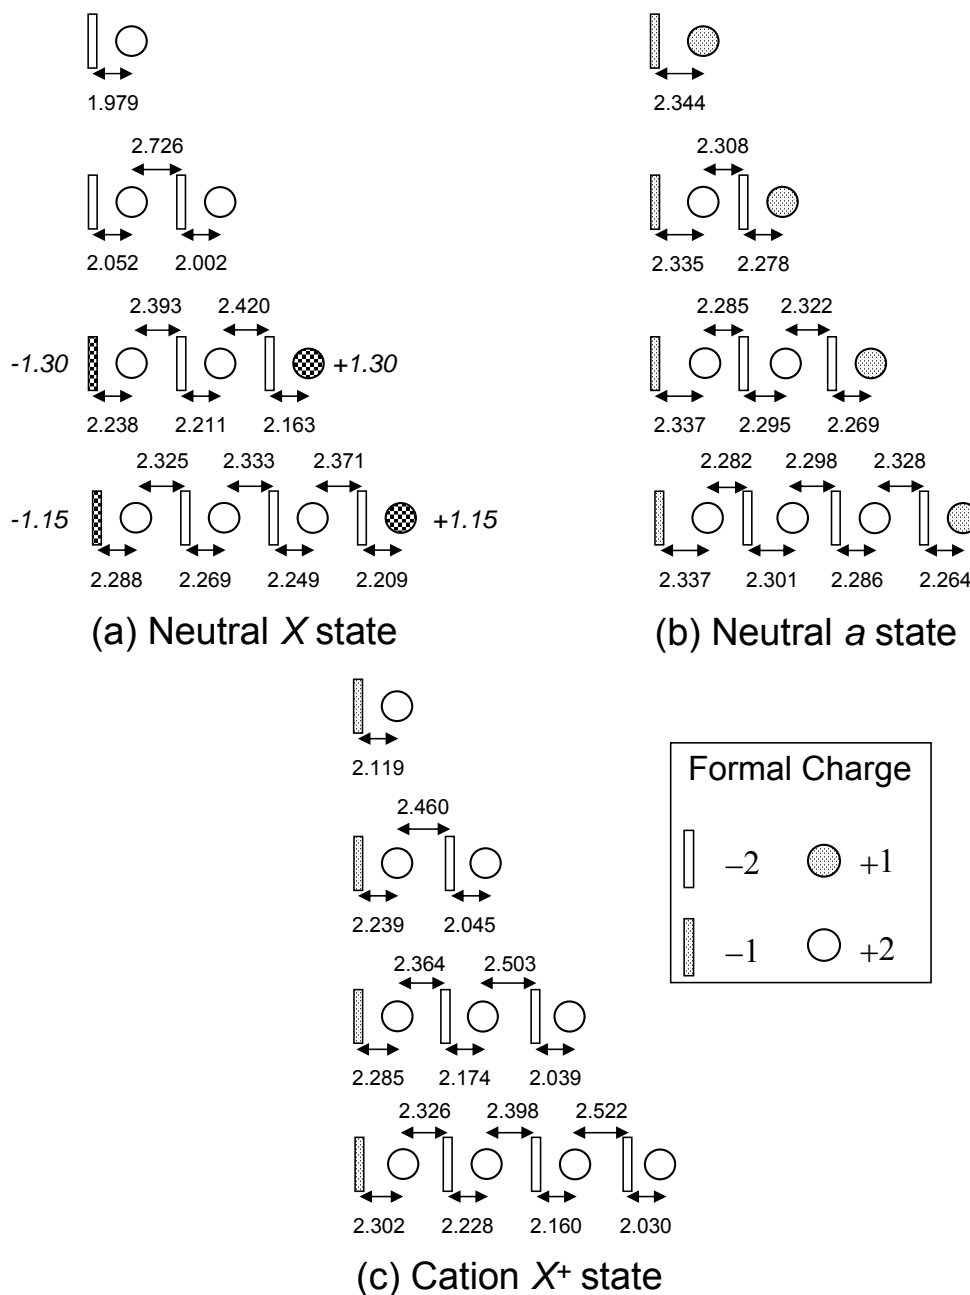 1.979
2.726
2.052 2.002
2.393 2.420
-1.30 +1.30
2.238 2.211 2.163
2.325 2.333 2.371
-1.15 +1.15
2.288 2.269 2.249 2.209
(a) Neutral X state
2.344
2.308
2.335 2.278
2.285 2.322
2.337 2.295 2.269
2.282 2.298 2.328
2.337 2.301 2.286 2.264
(b) Neutral a state
2.119
2.460
2.239 2.045
2.364 2.503
2.285 2.174 2.039
2.326 2.398 2.522
2.302 2.228 2.160 2.030
(c) Cation X+ state
Formal Charge
–2 +1
–1 +2